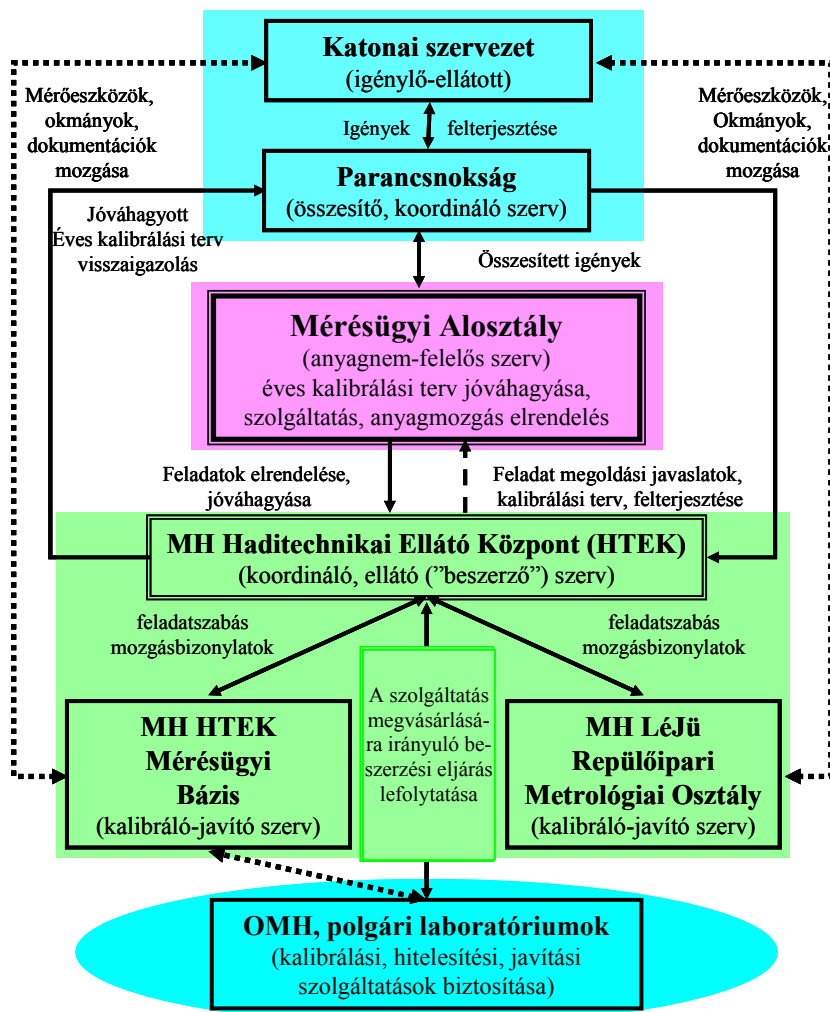 Katonai szervezet
(igénylő-ellátott)
Mérőeszközök,
okmányok,
dokumentációk
mozgása
Igények felterjesztése
Mérőeszközök,
Okmányok,
dokumentációk
mozgása
Parancsnokság
(összesítő, koordináló szerv)
Jóváhagyott
Éves kalibrálási terv
visszaigazolás
Összesített igények
Mérésügyi Alosztály
(anyagnem-felelős szerv)
éves kalibrálási terv jóváhagyása,
szolgáltatás, anyagmozgás elrendelés
Feladatok elrendelése,
jóváhagyása
Feladat megoldási javaslatok,
kalibrálási terv, felterjesztése
MH Haditechnikai Ellátó Központ (HTEK)
(koordináló, ellátó (”beszerző”) szerv)
feladatszabás
mozgásbizonylatok
feladatszabás
mozgásbizonylatok
A szolgáltatás
megvásárlásá-
ra irányuló be-
szerzési eljárás
lefolytatása
MH HTEK
Mérésügyi
Bázis
(kalibráló-javító szerv)
MH LéJü
Repülőipari
Metrológiai Osztály
(kalibráló-javító szerv)
OMH, polgári laboratóriumok
(kalibrálási, hitelesítési, javítási
szolgáltatások biztosítása)